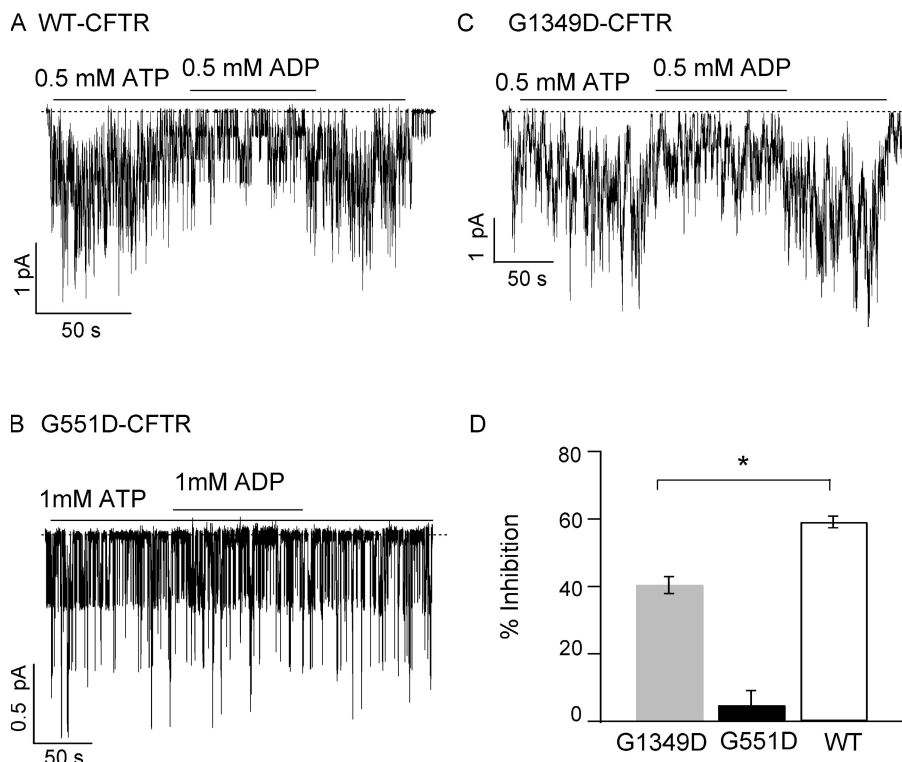 A WT-CFTR
0.5 mM ATP
0.5 mM ADP
1 pA
50 s
C G1349D-CFTR
0.5 mM ATP
0.5 mM ADP
1 pA
50 s
B G551D-CFTR
1mM ATP
1mM ADP
0.5 pA
50 s
D
80
60
40
20
0
% Inhibition
*
G1349D G551D WT